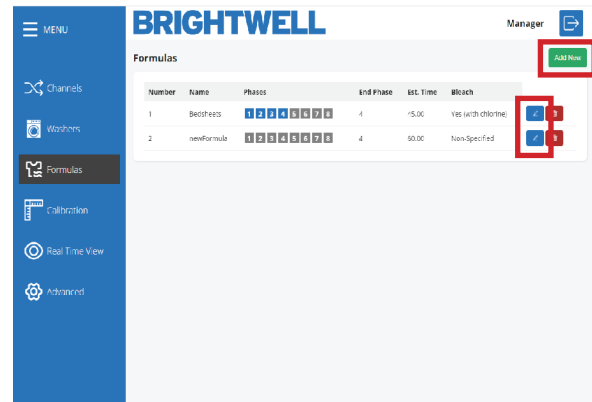 MENU
BRIGHTWELL
Manager
Formulas
Add New
Channels
Washers
Formulas
Calibration
Real Time View
Advanced
Number Name Phases End Phase Est. Time Bleach
1 Bedsheets 1 2 3 4 5 6 7 8 4 45.00 Yes (with chlorine)
2 newFormula 1 2 3 4 5 6 7 8 4 60.00 Non-Specified